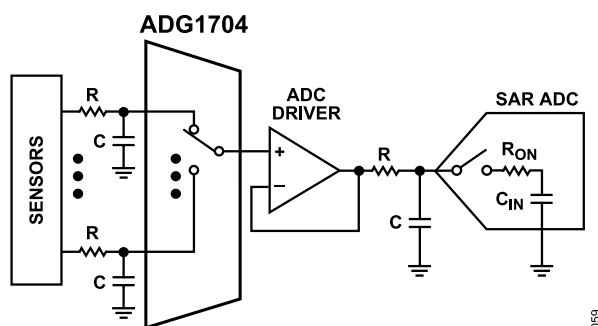 ADG1704
SENSORS
R
C
R
C
ADC
DRIVER
+
−
R
C
SAR ADC
RON
CIN